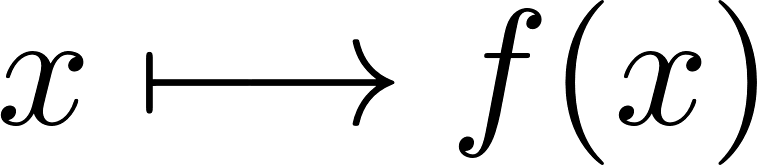 x ⟼ f(x)